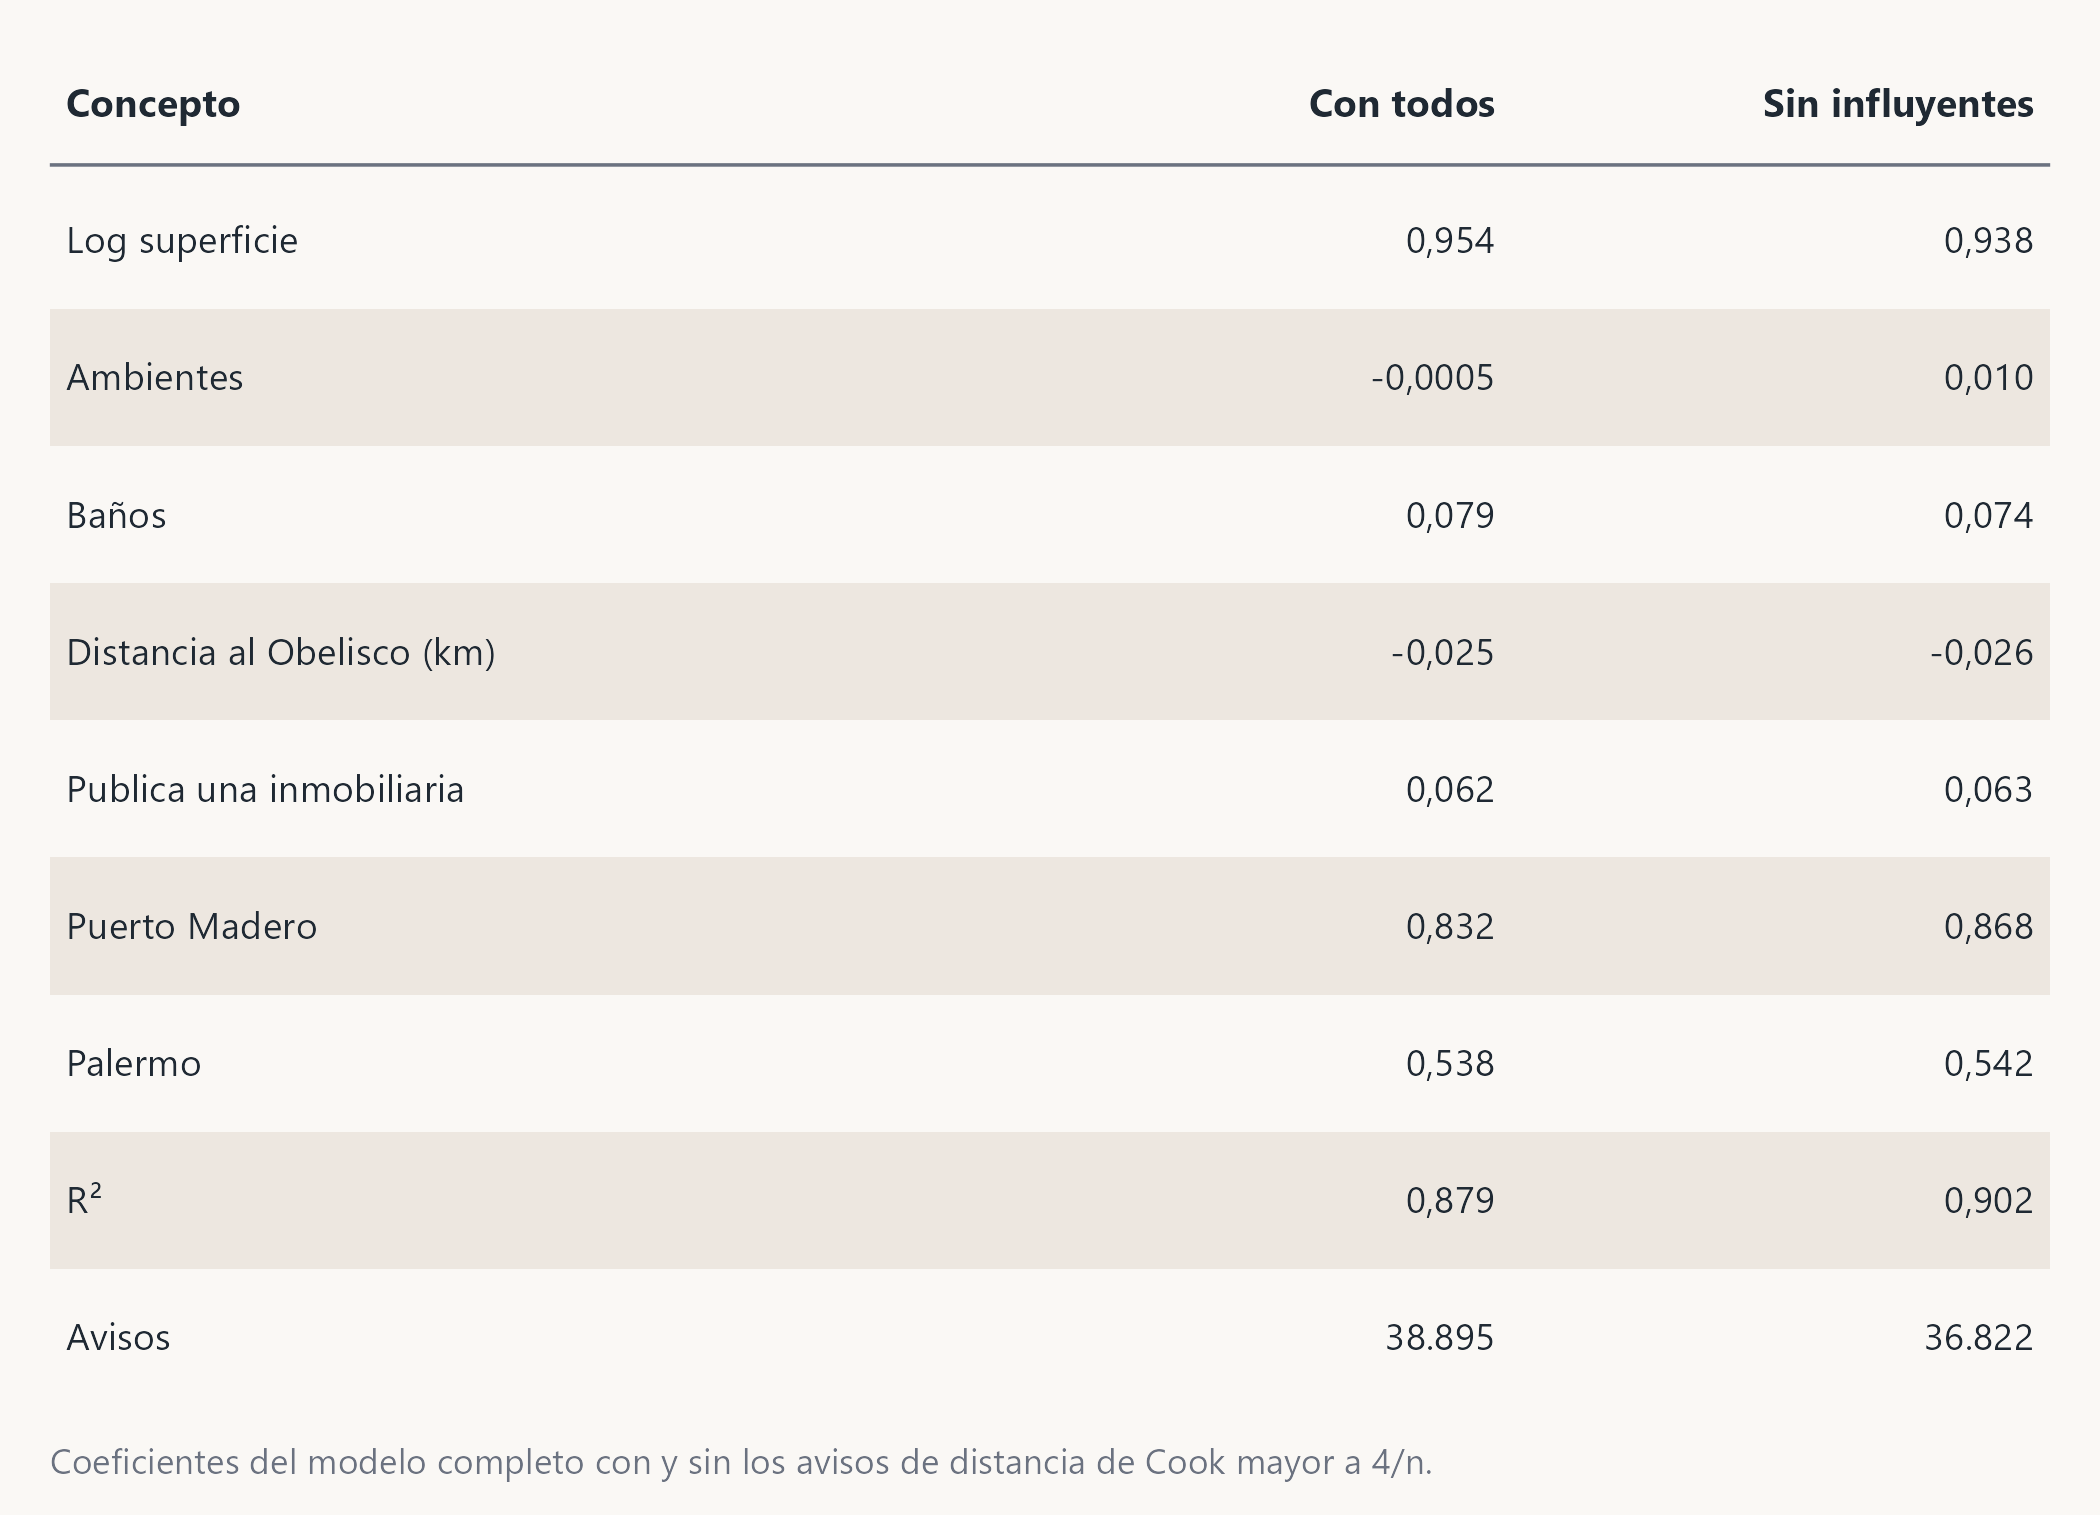 Concepto Con todos Sin influyentes
Log superficie 0,954 0,938
Ambientes -0,0005 0,010
Baños 0,079 0,074
Distancia al Obelisco (km) -0,025 -0,026
Publica una inmobiliaria 0,062 0,063
Puerto Madero 0,832 0,868
Palermo 0,538 0,542
R² 0,879 0,902
Avisos 38.895 36.822
Coeficientes del modelo completo con y sin los avisos de distancia de Cook mayor a 4/n.